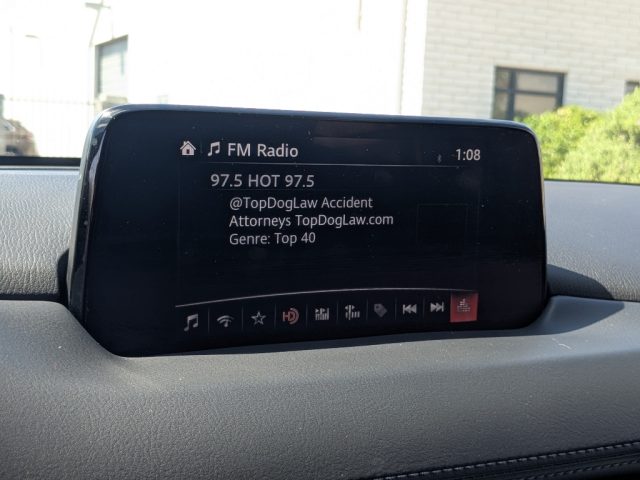 FM Radio
1:08
97.5 HOT 97.5
@TopDogLaw Accident
Attorneys TopDogLaw.com
Genre: Top 40
HD